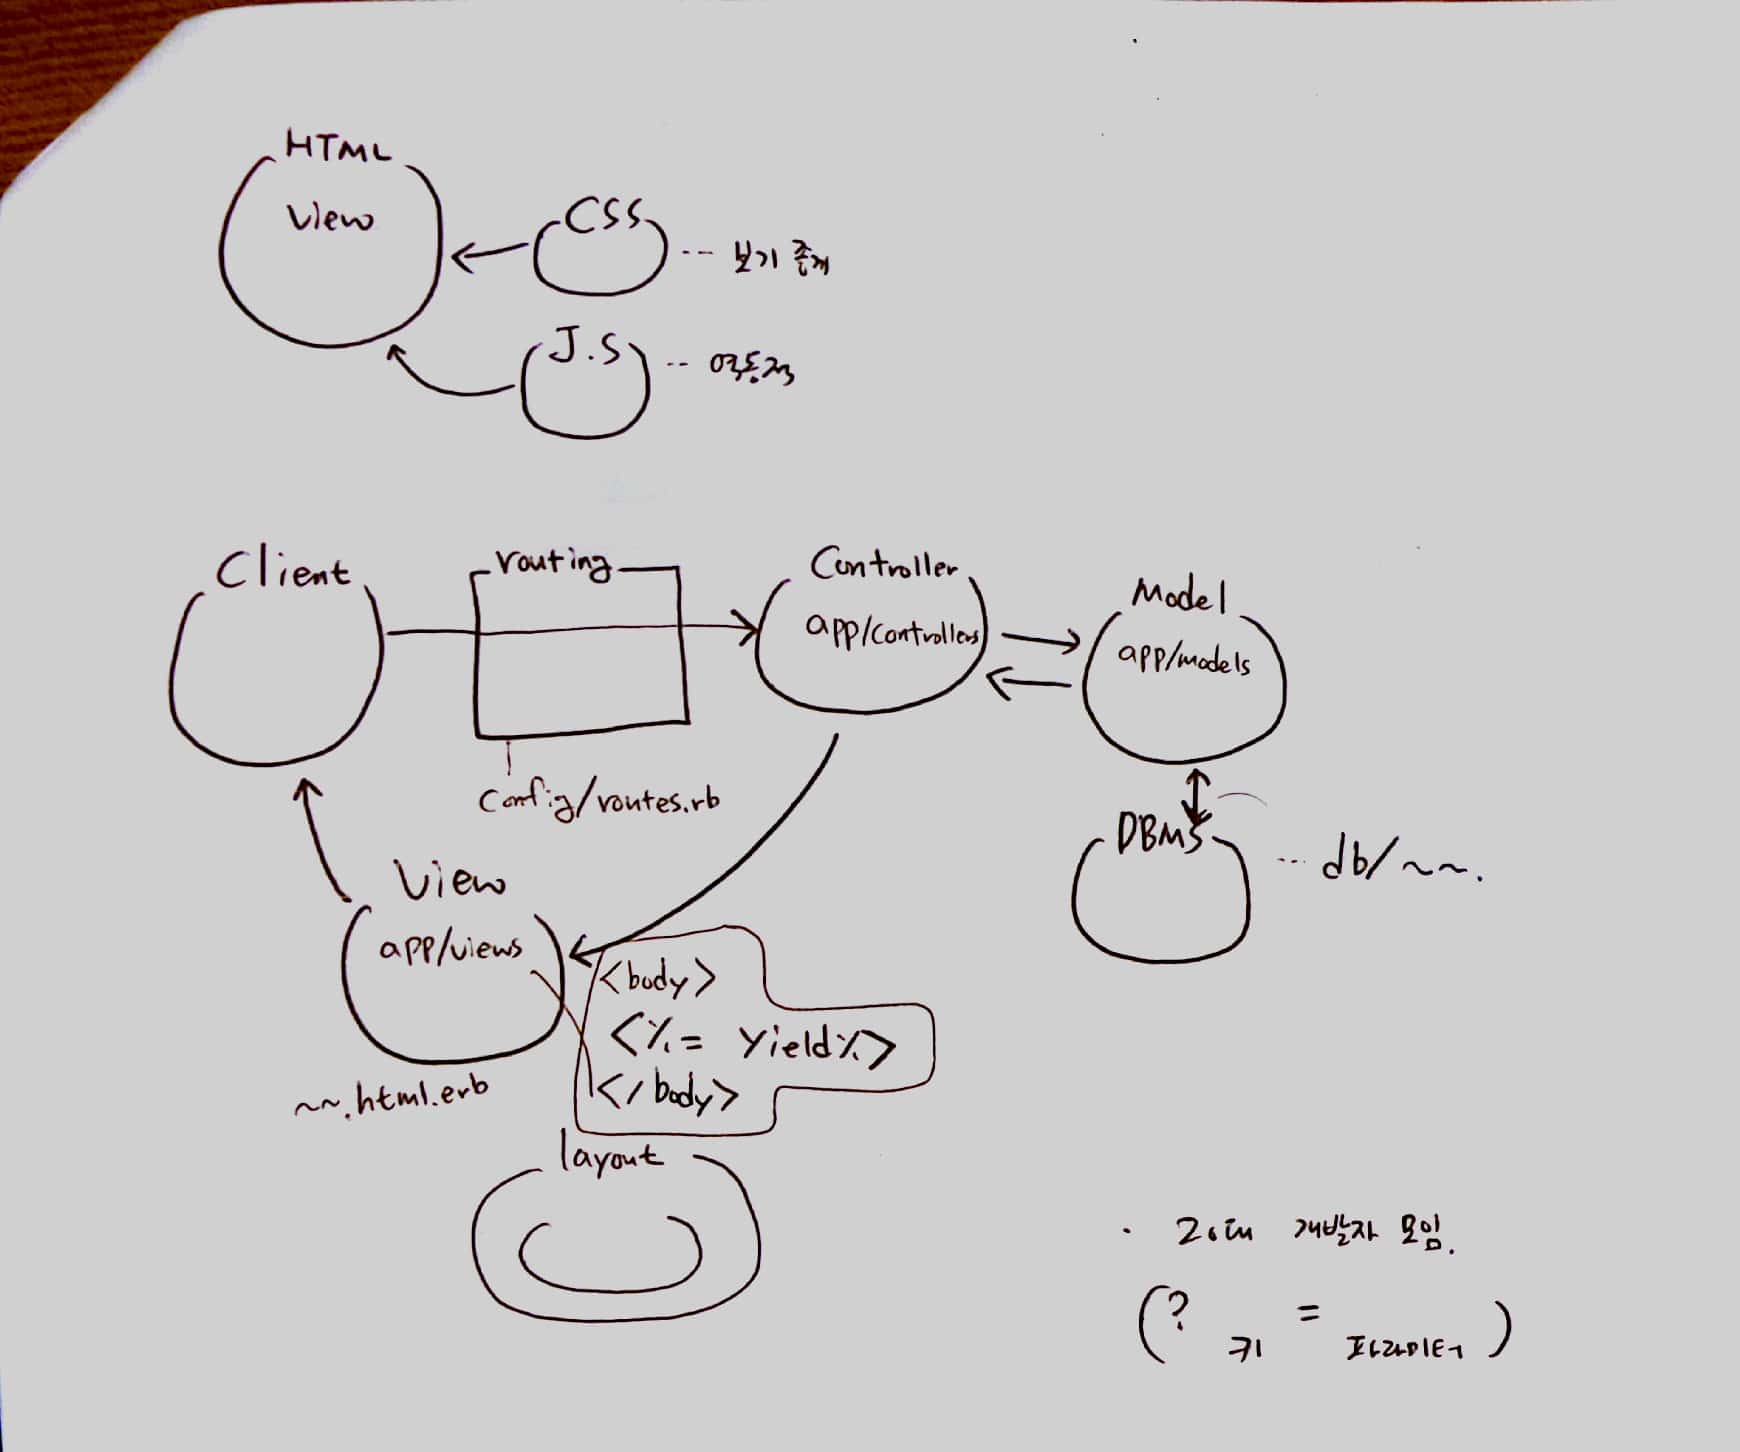 HTML
View
CSS
... 보기 좋게
J.S
.. 역동적
Client
routing
Controller
app/controllers
Model
app/models
config/routes.rb
DBMS
... db/~~.
View
app/views
<body>
<%= yield%>
</body>
~~.html.erb
layout
· 20대 개발자 모임.
(? 키 = 파라미터)